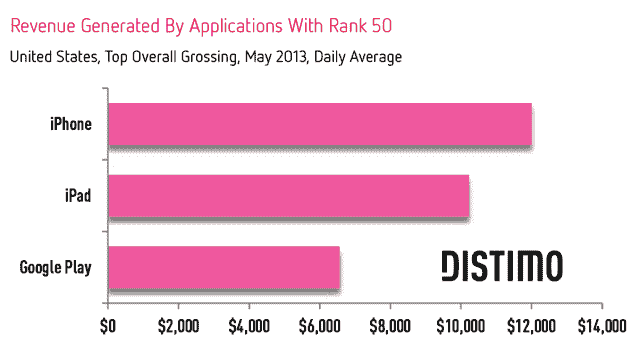 Revenue Generated By Applications With Rank 50
United States, Top Overall Grossing, May 2013, Daily Average
iPhone
iPad
Google Play
DISTIMO
$0 $2,000 $4,000 $6,000 $8,000 $10,000 $12,000 $14,000